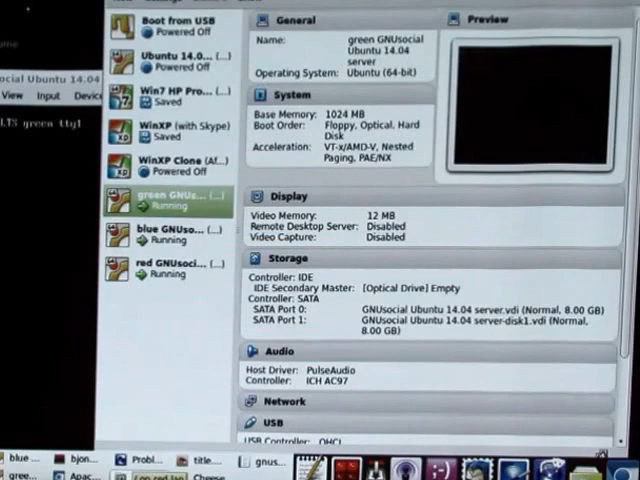 Boot from USB
Powered Off
Ubuntu 14.0... (...)
Powered Off
Win7 HP Pro... (...)
Saved
WinXP (with Skype)
Saved
WinXP Clone (Af...)
Powered Off
green GNUs... (...)
Running
blue GNUso... (...)
Running
red GNUsoci... (...)
Running
ocial Ubuntu 14.04
View Input Devic
LTS green tty1
General
Name: green GNUsocial
Ubuntu 14.04
server
Operating System: Ubuntu (64-bit)
Preview
System
Base Memory: 1024 MB
Boot Order: Floppy, Optical, Hard
Disk
Acceleration: VT-x/AMD-V, Nested
Paging, PAE/NX
Display
Video Memory: 12 MB
Remote Desktop Server: Disabled
Video Capture: Disabled
Storage
Controller: IDE
IDE Secondary Master: [Optical Drive] Empty
Controller: SATA
SATA Port 0: GNUsocial Ubuntu 14.04 server.vdi (Normal, 8.00 GB)
SATA Port 1: GNUsocial Ubuntu 14.04 server-disk1.vdi (Normal,
8.00 GB)
Audio
Host Driver: PulseAudio
Controller: ICH AC97
Network
USB
USB Controller: OHCI
blue ... bjon... Probl... title.... gnus...
gree... Apac... Cheese